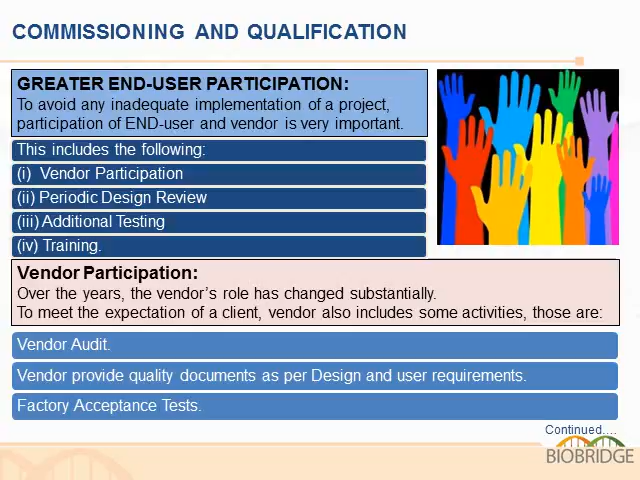 COMMISSIONING AND QUALIFICATION
GREATER END-USER PARTICIPATION:
To avoid any inadequate implementation of a project,
participation of END-user and vendor is very important.
This includes the following:
(i) Vendor Participation
(ii) Periodic Design Review
(iii) Additional Testing
(iv) Training.
Vendor Participation:
Over the years, the vendor's role has changed substantially.
To meet the expectation of a client, vendor also includes some activities, those are:
Vendor Audit.
Vendor provide quality documents as per Design and user requirements.
Factory Acceptance Tests.
Continued....
BIOBRIDGE